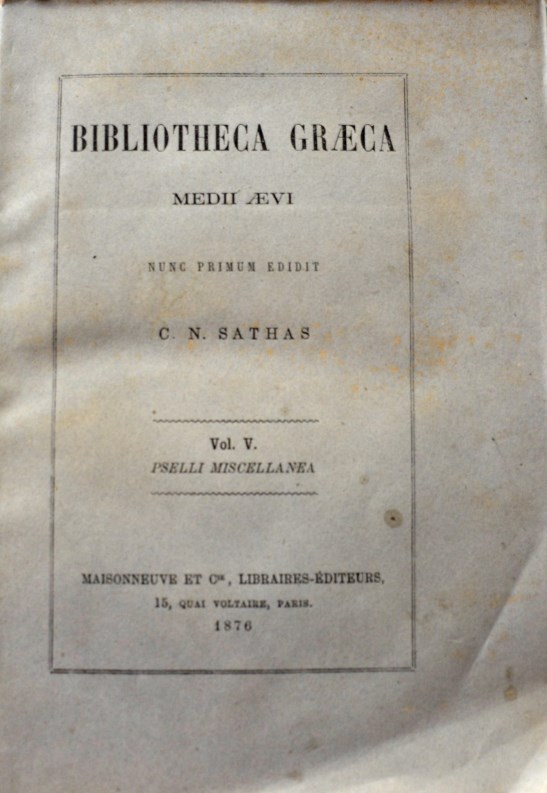 BIBLIOTHECA GRÆCA
MEDII ÆVI
NUNC PRIMUM EDIDIT
C. N. SATHAS
Vol. V.
PSELLI MISCELLANEA
MAISONNEUVE ET Cie, LIBRAIRES-ÉDITEURS,
15, QUAI VOLTAIRE, PARIS.
1876